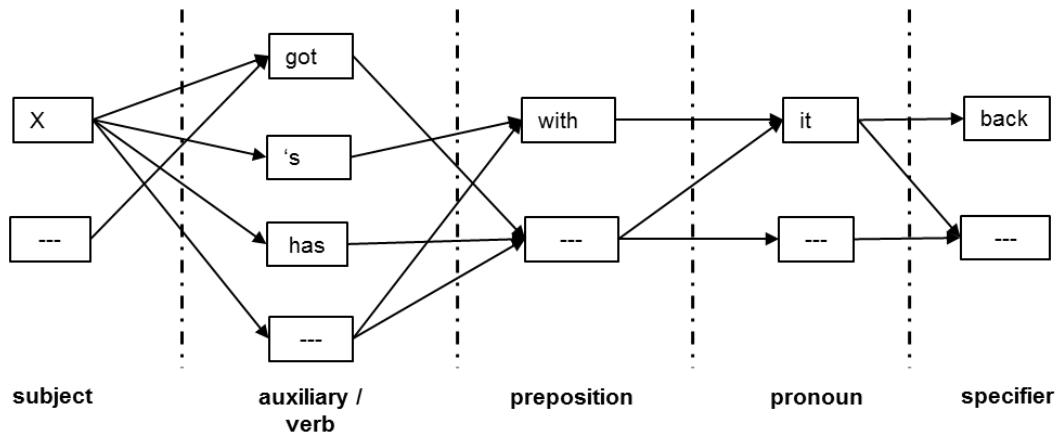 got
X
with
it
back
‘s
---
---
---
---
has
---
subject
auxiliary /
verb
preposition
pronoun
specifier